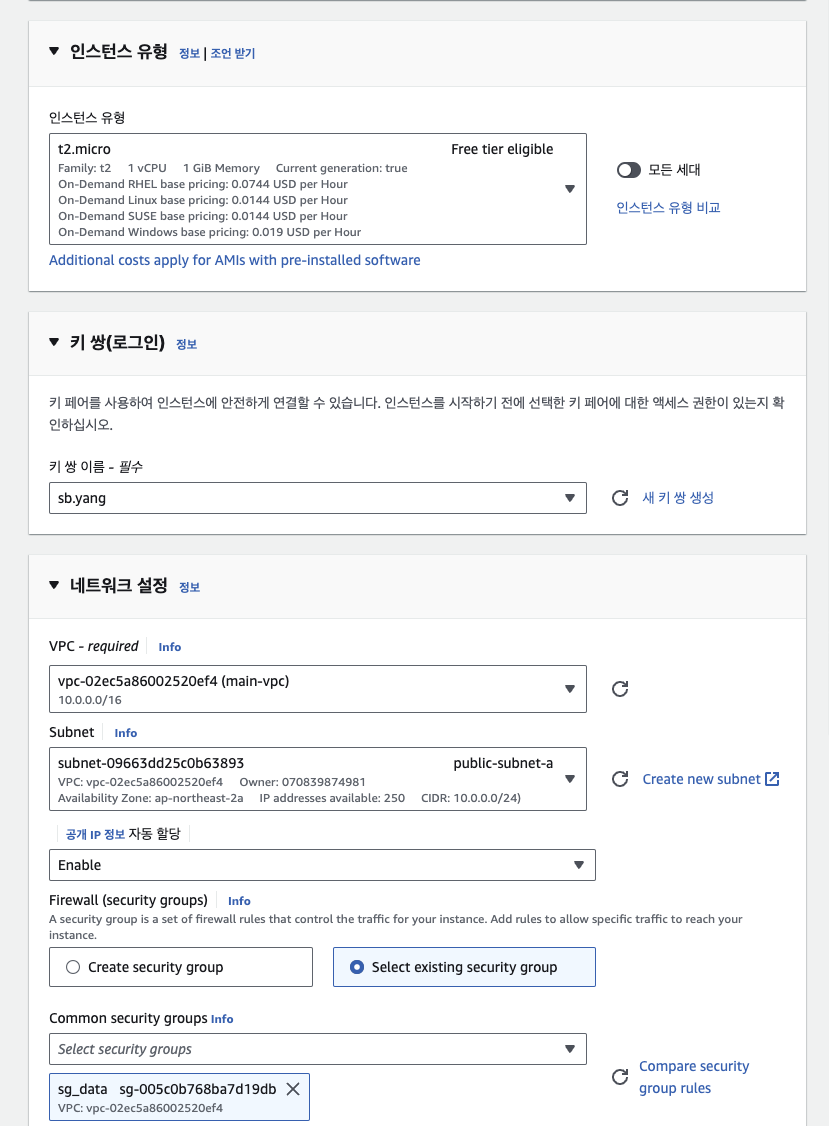 인스턴스 유형 정보 | 조언 받기
인스턴스 유형
t2.micro Free tier eligible
Family: t2 1 vCPU 1 GiB Memory Current generation: true
On-Demand RHEL base pricing: 0.0744 USD per Hour
On-Demand Linux base pricing: 0.0144 USD per Hour
On-Demand SUSE base pricing: 0.0144 USD per Hour
On-Demand Windows base pricing: 0.019 USD per Hour
모든 세대
인스턴스 유형 비교
Additional costs apply for AMIs with pre-installed software
키 쌍(로그인) 정보
키 페어를 사용하여 인스턴스에 안전하게 연결할 수 있습니다. 인스턴스를 시작하기 전에 선택한 키 페어에 대한 액세스 권한이 있는지 확
인하십시오.
키 쌍 이름 - 필수
sb.yang 새 키 쌍 생성
네트워크 설정 정보
VPC - required Info
vpc-02ec5a86002520ef4 (main-vpc)
10.0.0.0/16
Subnet Info
subnet-09663dd25c0b63893 public-subnet-a
VPC: vpc-02ec5a86002520ef4 Owner: 070839874981
Availability Zone: ap-northeast-2a IP addresses available: 250 CIDR: 10.0.0.0/24)
Create new subnet
공개 IP 정보 자동 할당
Enable
Firewall (security groups) Info
A security group is a set of firewall rules that control the traffic for your instance. Add rules to allow specific traffic to reach your
instance.
Create security group Select existing security group
Common security groups Info
Select security groups
Compare security
group rules
sg_data sg-005c0b768ba7d19db
VPC: vpc-02ec5a86002520ef4